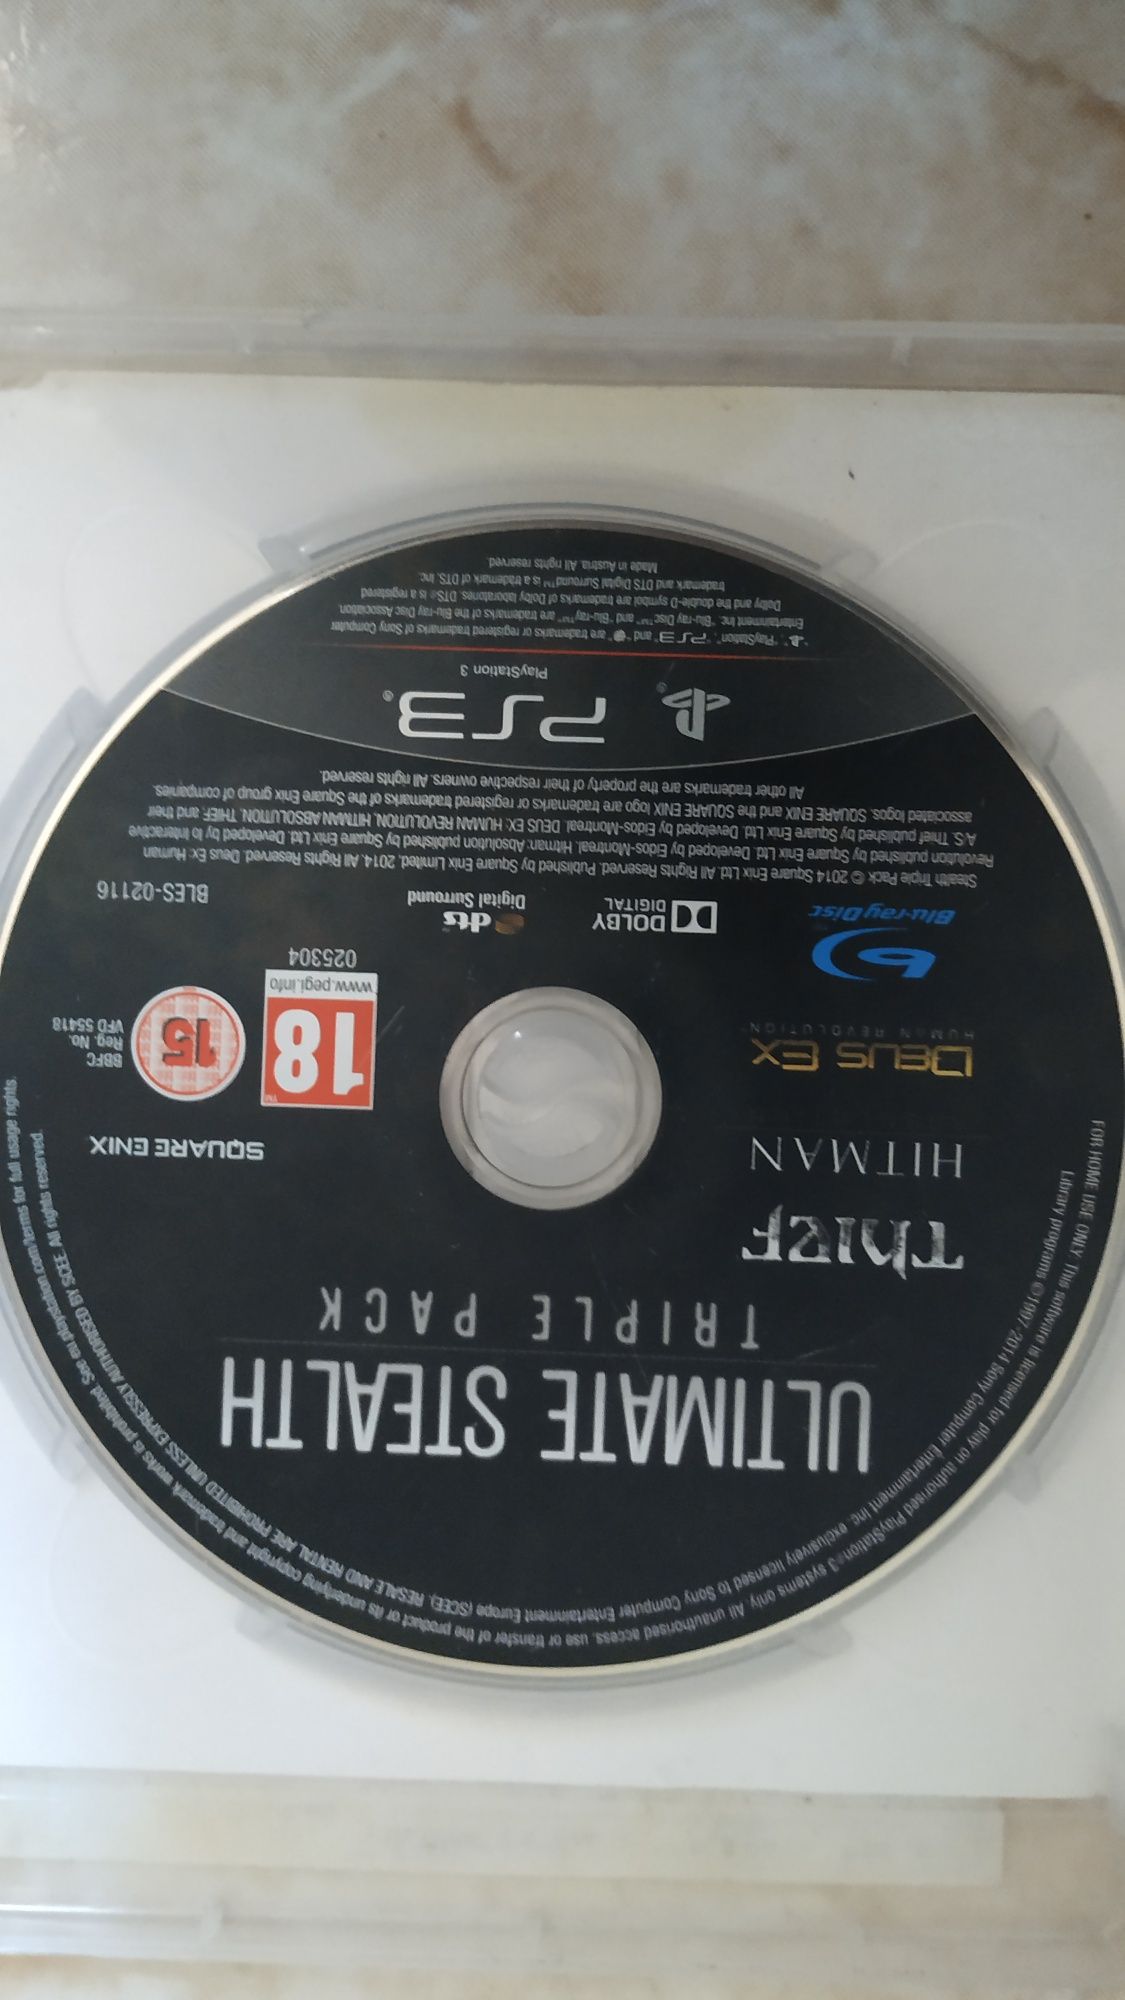 FOR HOME USE ONLY. This software is licensed for play on authorised PlayStation®3 systems only. All unauthorised access, use or transfer of the product or its underlying copyright and trademark works is prohibited. See eu.playstation.com/terms for full usage rights.
Library programs ©1997-2014 Sony Computer Entertainment Inc. exclusively licensed to Sony Computer Entertainment Europe (SCEE). RESALE AND RENTAL ARE PROHIBITED UNLESS EXPRESSLY AUTHORISED BY SCEE. All rights reserved.
ULTIMATE STEALTH
TRIPLE PACK
THIEF
HITMAN
DEUS EX
HUMAN REVOLUTION
SQUARE ENIX
18
www.pegi.info
025304
15
BBFC
Reg. No.
VFD 55418
Blu-ray Disc
DOLBY
DIGITAL
dts
Digital Surround
BLES-02116
Stealth Triple Pack © 2014 Square Enix Ltd. All Rights Reserved. Published by Square Enix Limited, 2014. All Rights Reserved. Deus Ex: Human
Revolution published by Square Enix Ltd. Developed by Eidos-Montreal. Hitman: Absolution published by Square Enix Ltd. Developed by Io Interactive
A.S. Thief published by Square Enix Ltd. Developed by Eidos-Montreal. DEUS EX: HUMAN REVOLUTION, HITMAN ABSOLUTION, THIEF, and their
associated logos, SQUARE ENIX and the SQUARE ENIX logo are trademarks or registered trademarks of the Square Enix group of companies.
All other trademarks are the property of their respective owners. All rights reserved.
PS3®
PlayStation 3
"PlayStation", "PS3" and " " are trademarks or registered trademarks of Sony Computer
Entertainment Inc. "Blu-ray Disc™" and "Blu-ray™" are trademarks of the Blu-ray Disc Association
Dolby and the double-D symbol are trademarks of Dolby laboratories. DTS® is a registered
trademark and DTS Digital Surround™ is a trademark of DTS, Inc.
Made in Austria. All rights reserved.